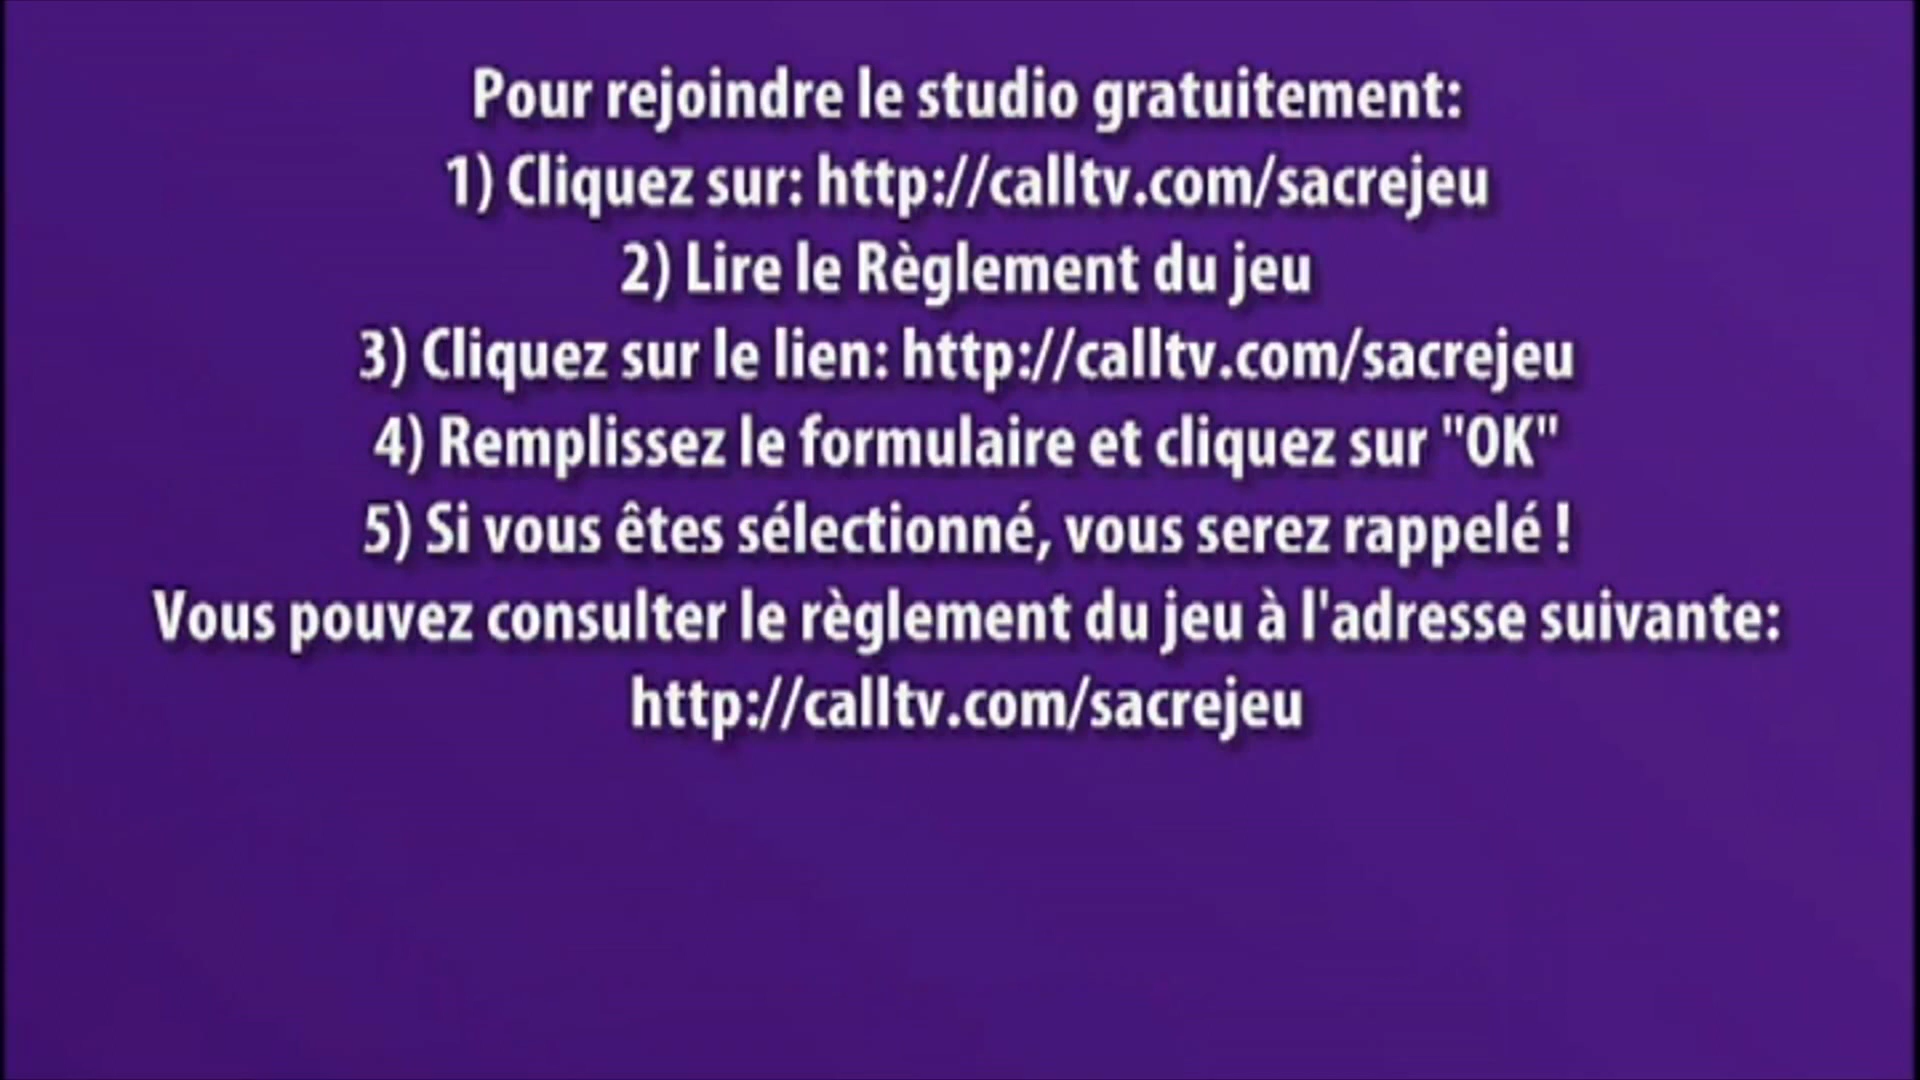 Pour rejoindre le studio gratuitement:
1) Cliquez sur: http://calltv.com/sacrejeu
2) Lire le Règlement du jeu
3) Cliquez sur le lien: http://calltv.com/sacrejeu
4) Remplissez le formulaire et cliquez sur "OK"
5) Si vous êtes sélectionné, vous serez rappelé !
Vous pouvez consulter le règlement du jeu à l'adresse suivante:
http://calltv.com/sacrejeu